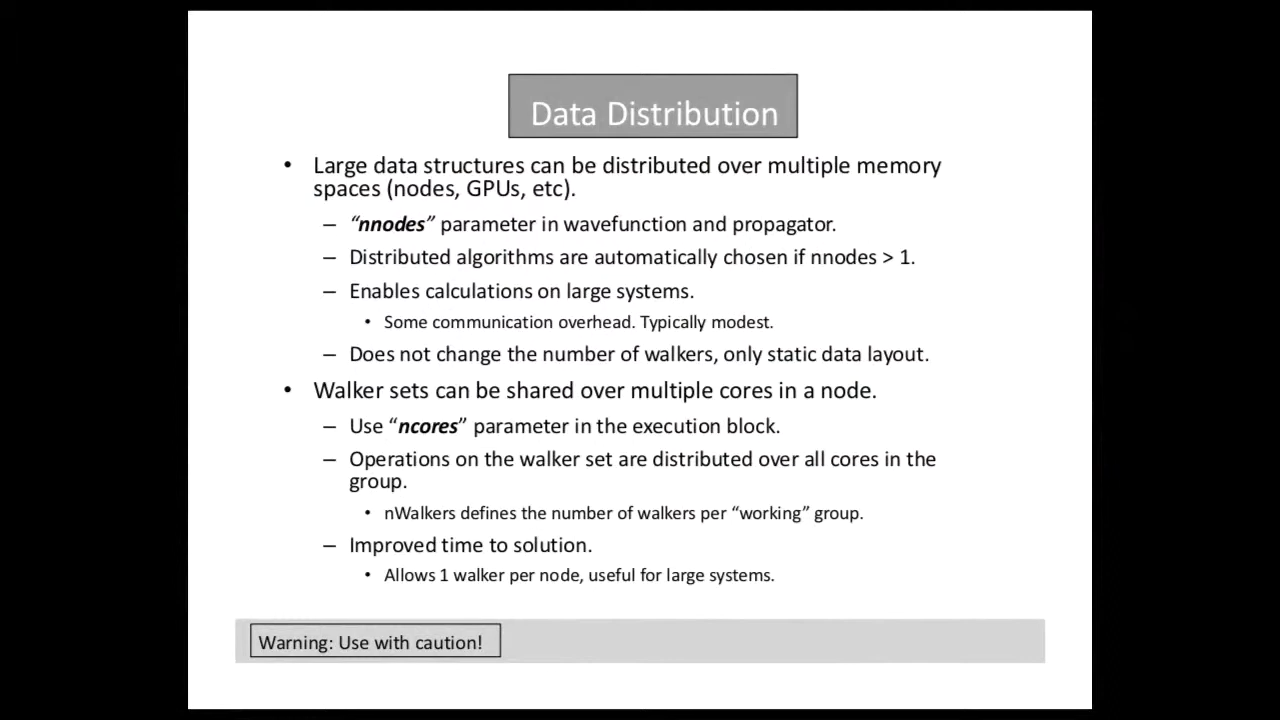 Data Distribution
• Large data structures can be distributed over multiple memory
spaces (nodes, GPUs, etc).
– “nnodes” parameter in wavefunction and propagator.
– Distributed algorithms are automatically chosen if nnodes > 1.
– Enables calculations on large systems.
• Some communication overhead. Typically modest.
– Does not change the number of walkers, only static data layout.
• Walker sets can be shared over multiple cores in a node.
– Use “ncores” parameter in the execution block.
– Operations on the walker set are distributed over all cores in the
group.
• nWalkers defines the number of walkers per “working” group.
– Improved time to solution.
• Allows 1 walker per node, useful for large systems.
Warning: Use with caution!